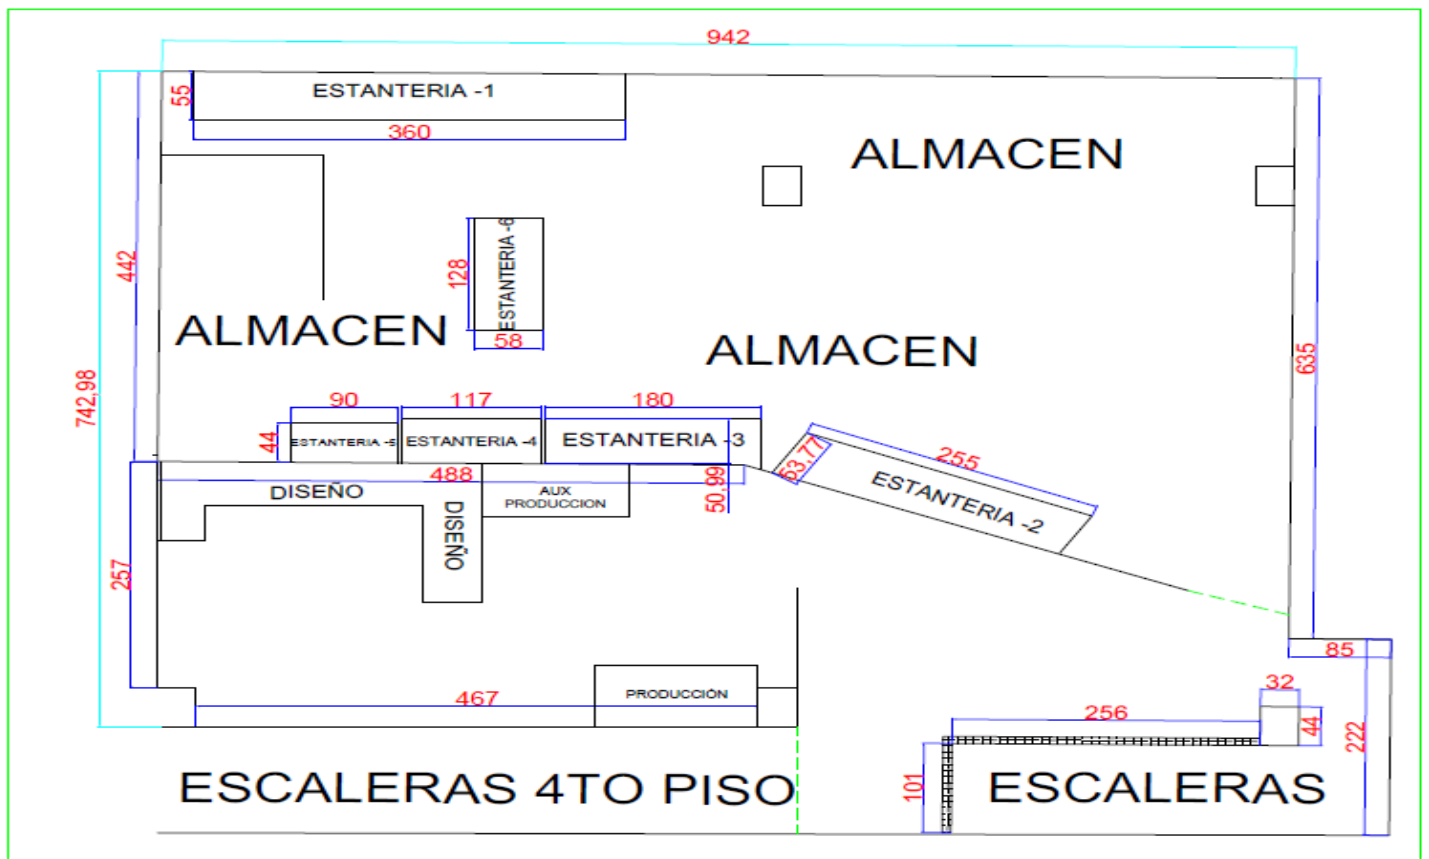 942
ESTANTERIA -1
55
360
ALMACEN
ESTANTERIA -6
128
58
442
ALMACEN
ALMACEN
635
742,98
90
117
180
44
ESTANTERIA -5
ESTANTERIA -4
ESTANTERIA -3
53,77
255
ESTANTERIA -2
488
50,99
DISEÑO
DISEÑO
AUX
PRODUCCION
257
85
32
467
PRODUCCIÓN
256
44
222
101
ESCALERAS 4TO PISO
ESCALERAS